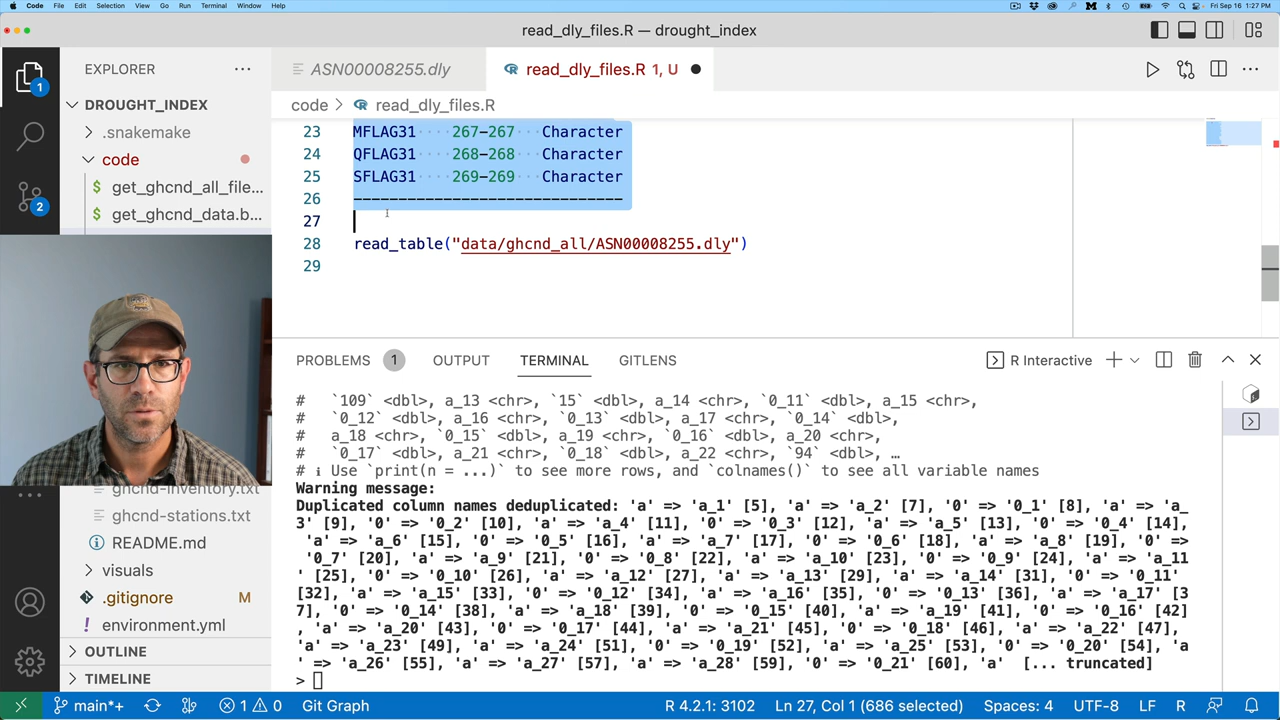 Code File Edit Selection View Go Run Terminal Window Help
Fri Sep 16 1:27 PM
read_dly_files.R — drought_index
EXPLORER
ASN00008255.dly
read_dly_files.R 1, U
DROUGHT_INDEX
code > read_dly_files.R
.snakemake
code
get_ghcnd_all_file...
get_ghcnd_data.b...
23 MFLAG31 ···· 267-267 ··· Character
24 QFLAG31 ···· 268-268 ··· Character
25 SFLAG31 ···· 269-269 ··· Character
26 ------------------------------
27
28 read_table("data/ghcnd_all/ASN00008255.dly")
29
1
2
ghcnd-inventory.txt
ghcnd-stations.txt
README.md
visuals
.gitignore M
environment.yml
OUTLINE
TIMELINE
PROBLEMS 1 OUTPUT TERMINAL GITLENS
R Interactive
# `109` <dbl>, a_13 <chr>, `15` <dbl>, a_14 <chr>, `0_11` <dbl>, a_15 <chr>,
# `0_12` <dbl>, a_16 <chr>, `0_13` <dbl>, a_17 <chr>, `0_14` <dbl>,
# a_18 <chr>, `0_15` <dbl>, a_19 <chr>, `0_16` <dbl>, a_20 <chr>,
# `0_17` <dbl>, a_21 <chr>, `0_18` <dbl>, a_22 <chr>, `94` <dbl>, …
# ℹ Use `print(n = ...)` to see more rows, and `colnames()` to see all variable names
Warning message:
Duplicated column names deduplicated: 'a' => 'a_1' [5], 'a' => 'a_2' [7], '0' => '0_1' [8], 'a' => 'a_
3' [9], '0' => '0_2' [10], 'a' => 'a_4' [11], '0' => '0_3' [12], 'a' => 'a_5' [13], '0' => '0_4' [14],
'a' => 'a_6' [15], '0' => '0_5' [16], 'a' => 'a_7' [17], '0' => '0_6' [18], 'a' => 'a_8' [19], '0' =>
'0_7' [20], 'a' => 'a_9' [21], '0' => '0_8' [22], 'a' => 'a_10' [23], '0' => '0_9' [24], 'a' => 'a_11
' [25], '0' => '0_10' [26], 'a' => 'a_12' [27], 'a' => 'a_13' [29], 'a' => 'a_14' [31], '0' => '0_11'
[32], 'a' => 'a_15' [33], '0' => '0_12' [34], 'a' => 'a_16' [35], '0' => '0_13' [36], 'a' => 'a_17' [3
7], '0' => '0_14' [38], 'a' => 'a_18' [39], '0' => '0_15' [40], 'a' => 'a_19' [41], '0' => '0_16' [42]
, 'a' => 'a_20' [43], '0' => '0_17' [44], 'a' => 'a_21' [45], '0' => '0_18' [46], 'a' => 'a_22' [47],
'a' => 'a_23' [49], 'a' => 'a_24' [51], '0' => '0_19' [52], 'a' => 'a_25' [53], '0' => '0_20' [54], 'a
' => 'a_26' [55], 'a' => 'a_27' [57], 'a' => 'a_28' [59], '0' => '0_21' [60], 'a' [... truncated]
>
main*+ 1 0 Git Graph R 4.2.1: 3102 Ln 27, Col 1 (686 selected) Spaces: 4 UTF-8 LF R